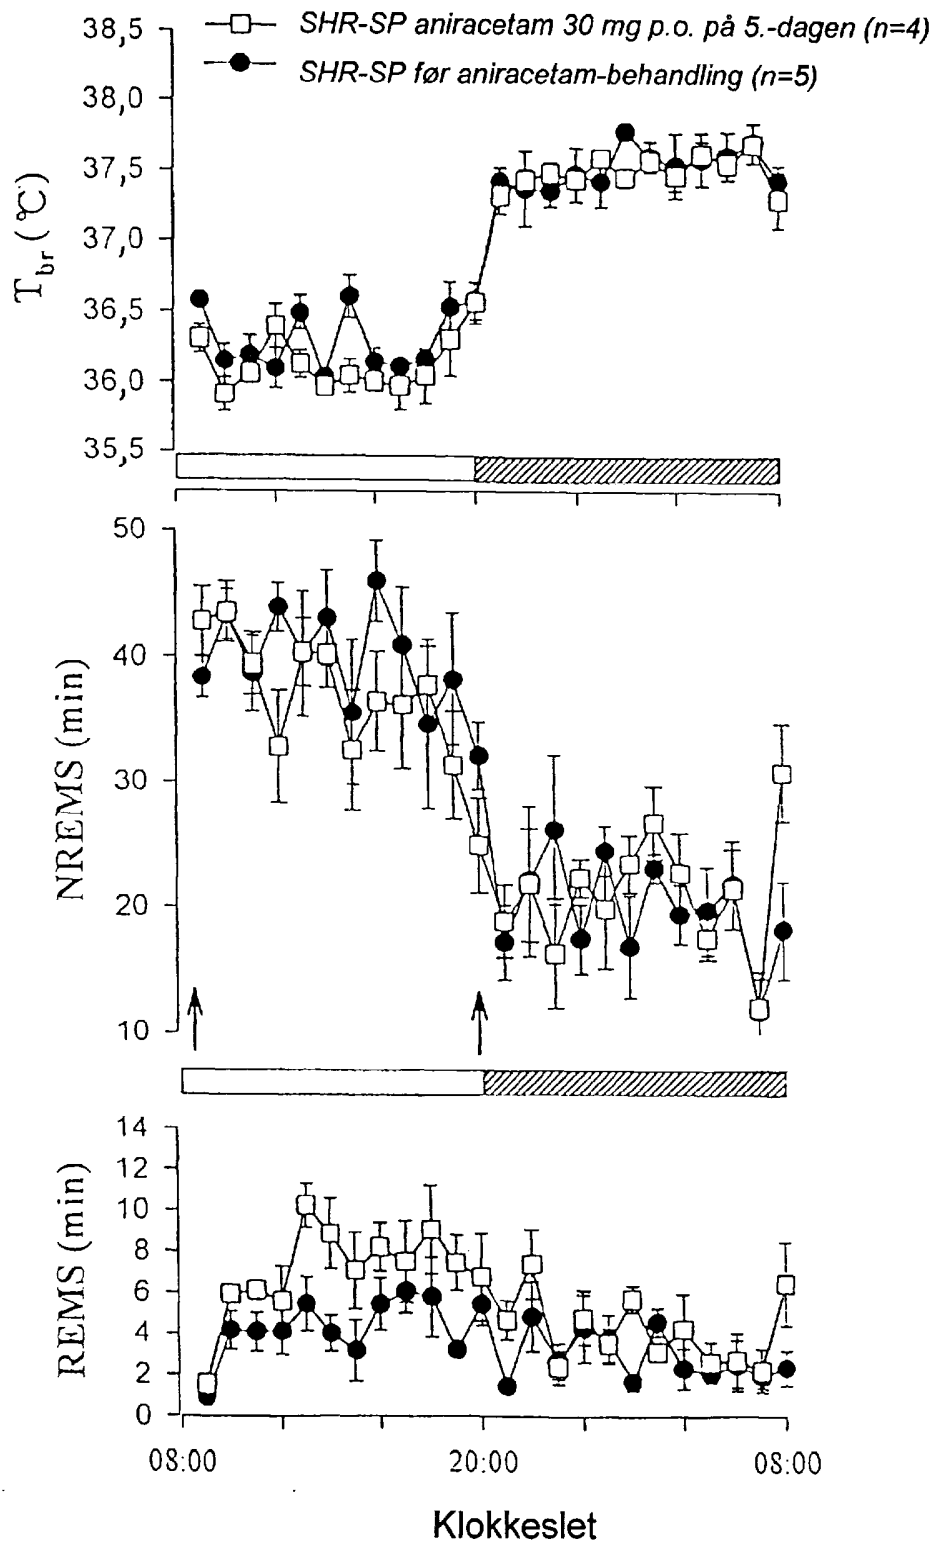 SHR-SP aniracetam 30 mg p.o. på 5.-dagen (n=4)
SHR-SP før aniracetam-behandling (n=5)
T_br (°C)
38,5
38,0
37,5
37,0
36,5
36,0
35,5
NREMS (min)
50
40
30
20
10
REMS (min)
14
12
10
8
6
4
2
0
08:00 20:00 08:00
Klokkeslet